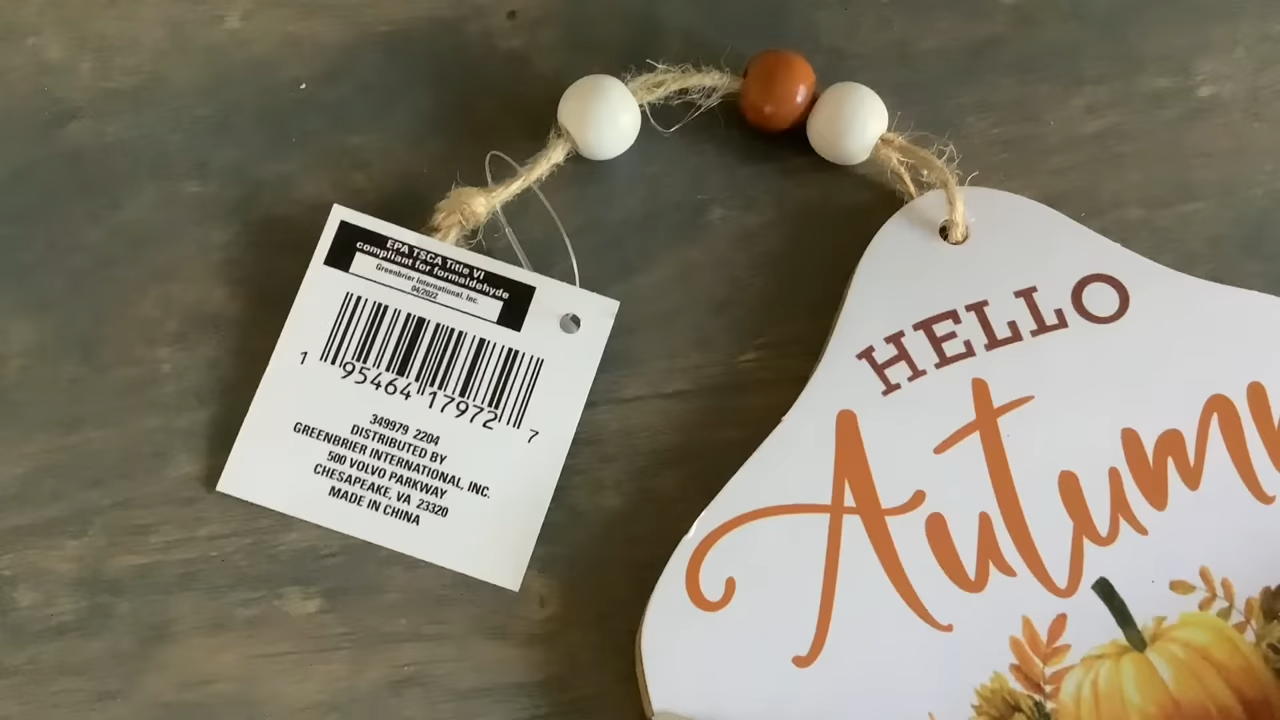 EPA TSCA Title VI
compliant for formaldehyde
Greenbrier International, Inc.
04/2022
1 95464 17972 7
349979 2204
DISTRIBUTED BY
GREENBRIER INTERNATIONAL, INC.
500 VOLVO PARKWAY
CHESAPEAKE, VA 23320
MADE IN CHINA
HELLO
Autum